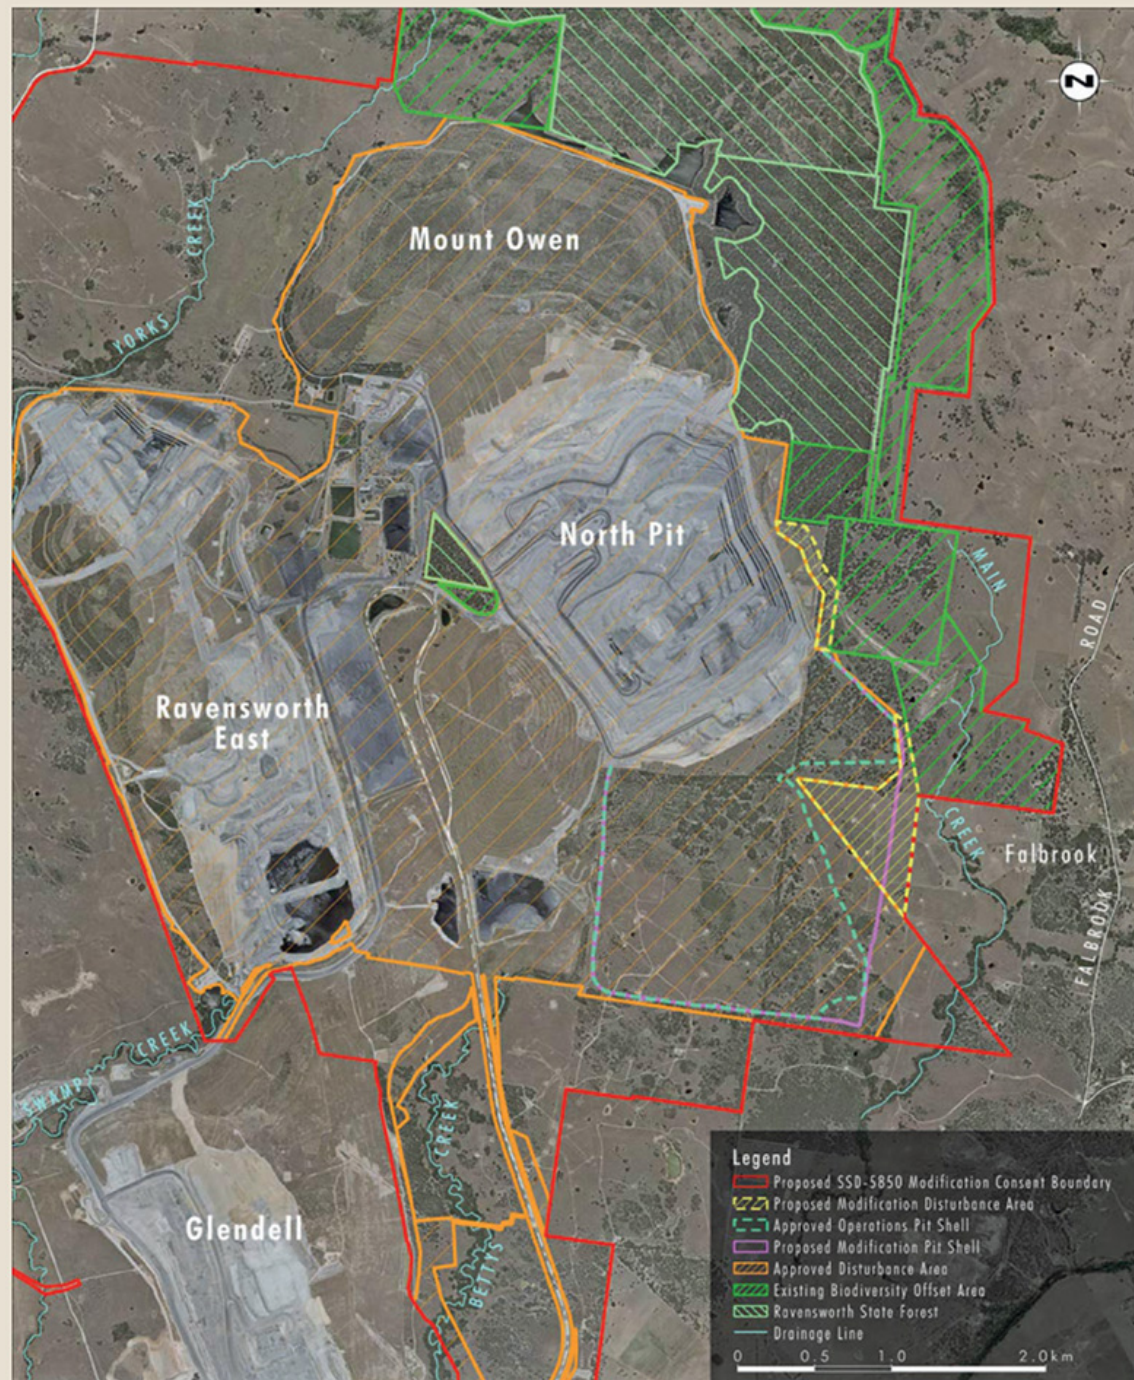 N
Mount Owen
CREEK
YORKS
North Pit
MAIN
ROAD
Ravensworth
East
CREEK
Falbrook
FALBROOK
CREEK
SWAMP
CREEK
Glendell
BETTYS
Legend
Proposed SSD-5850 Modification Consent Boundary
Proposed Modification Disturbance Area
Approved Operations Pit Shell
Proposed Modification Pit Shell
Approved Disturbance Area
Existing Biodiversity Offset Area
Ravensworth State Forest
Drainage Line
0 0.5 1.0 2.0km